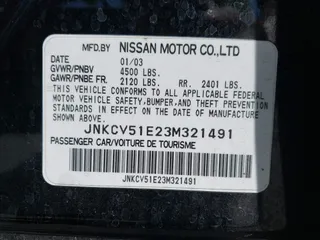 MFD.BY NISSAN MOTOR CO.,LTD
DATE 01/03
GVWR/PNBV 4500 LBS.
GAWR/PNBE FR. 2120 LBS. RR. 2401 LBS.
THIS VEHICLE CONFORMS TO ALL APPLICABLE FEDERAL
MOTOR VEHICLE SAFETY,BUMPER,AND THEFT PREVENTION
STANDARDS IN EFFECT ON THE DATE OF MANUFACTURE
SHOWN ABOVE.
JNKCV51E23M321491
PASSENGER CAR/VOITURE DE TOURISME
JNKCV51E23M321491